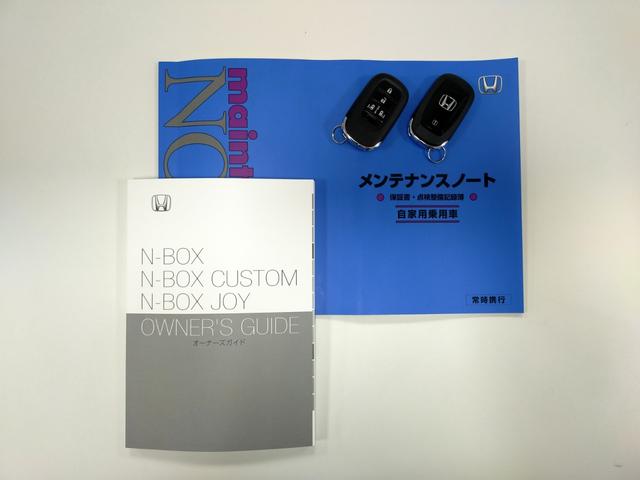 maint
NO
メンテナンスノート
保証書・点検整備記録簿
自家用乗用車
常時携行
N-BOX
N-BOX CUSTOM
N-BOX JOY
OWNER'S GUIDE
オーナーズガイド